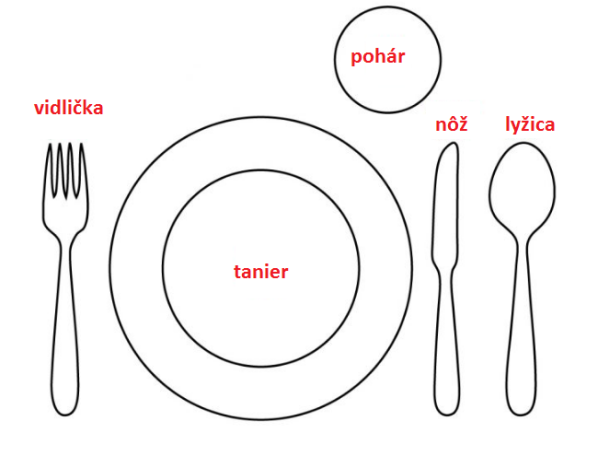 pohár
vidlička
nôž
lyžica
tanier